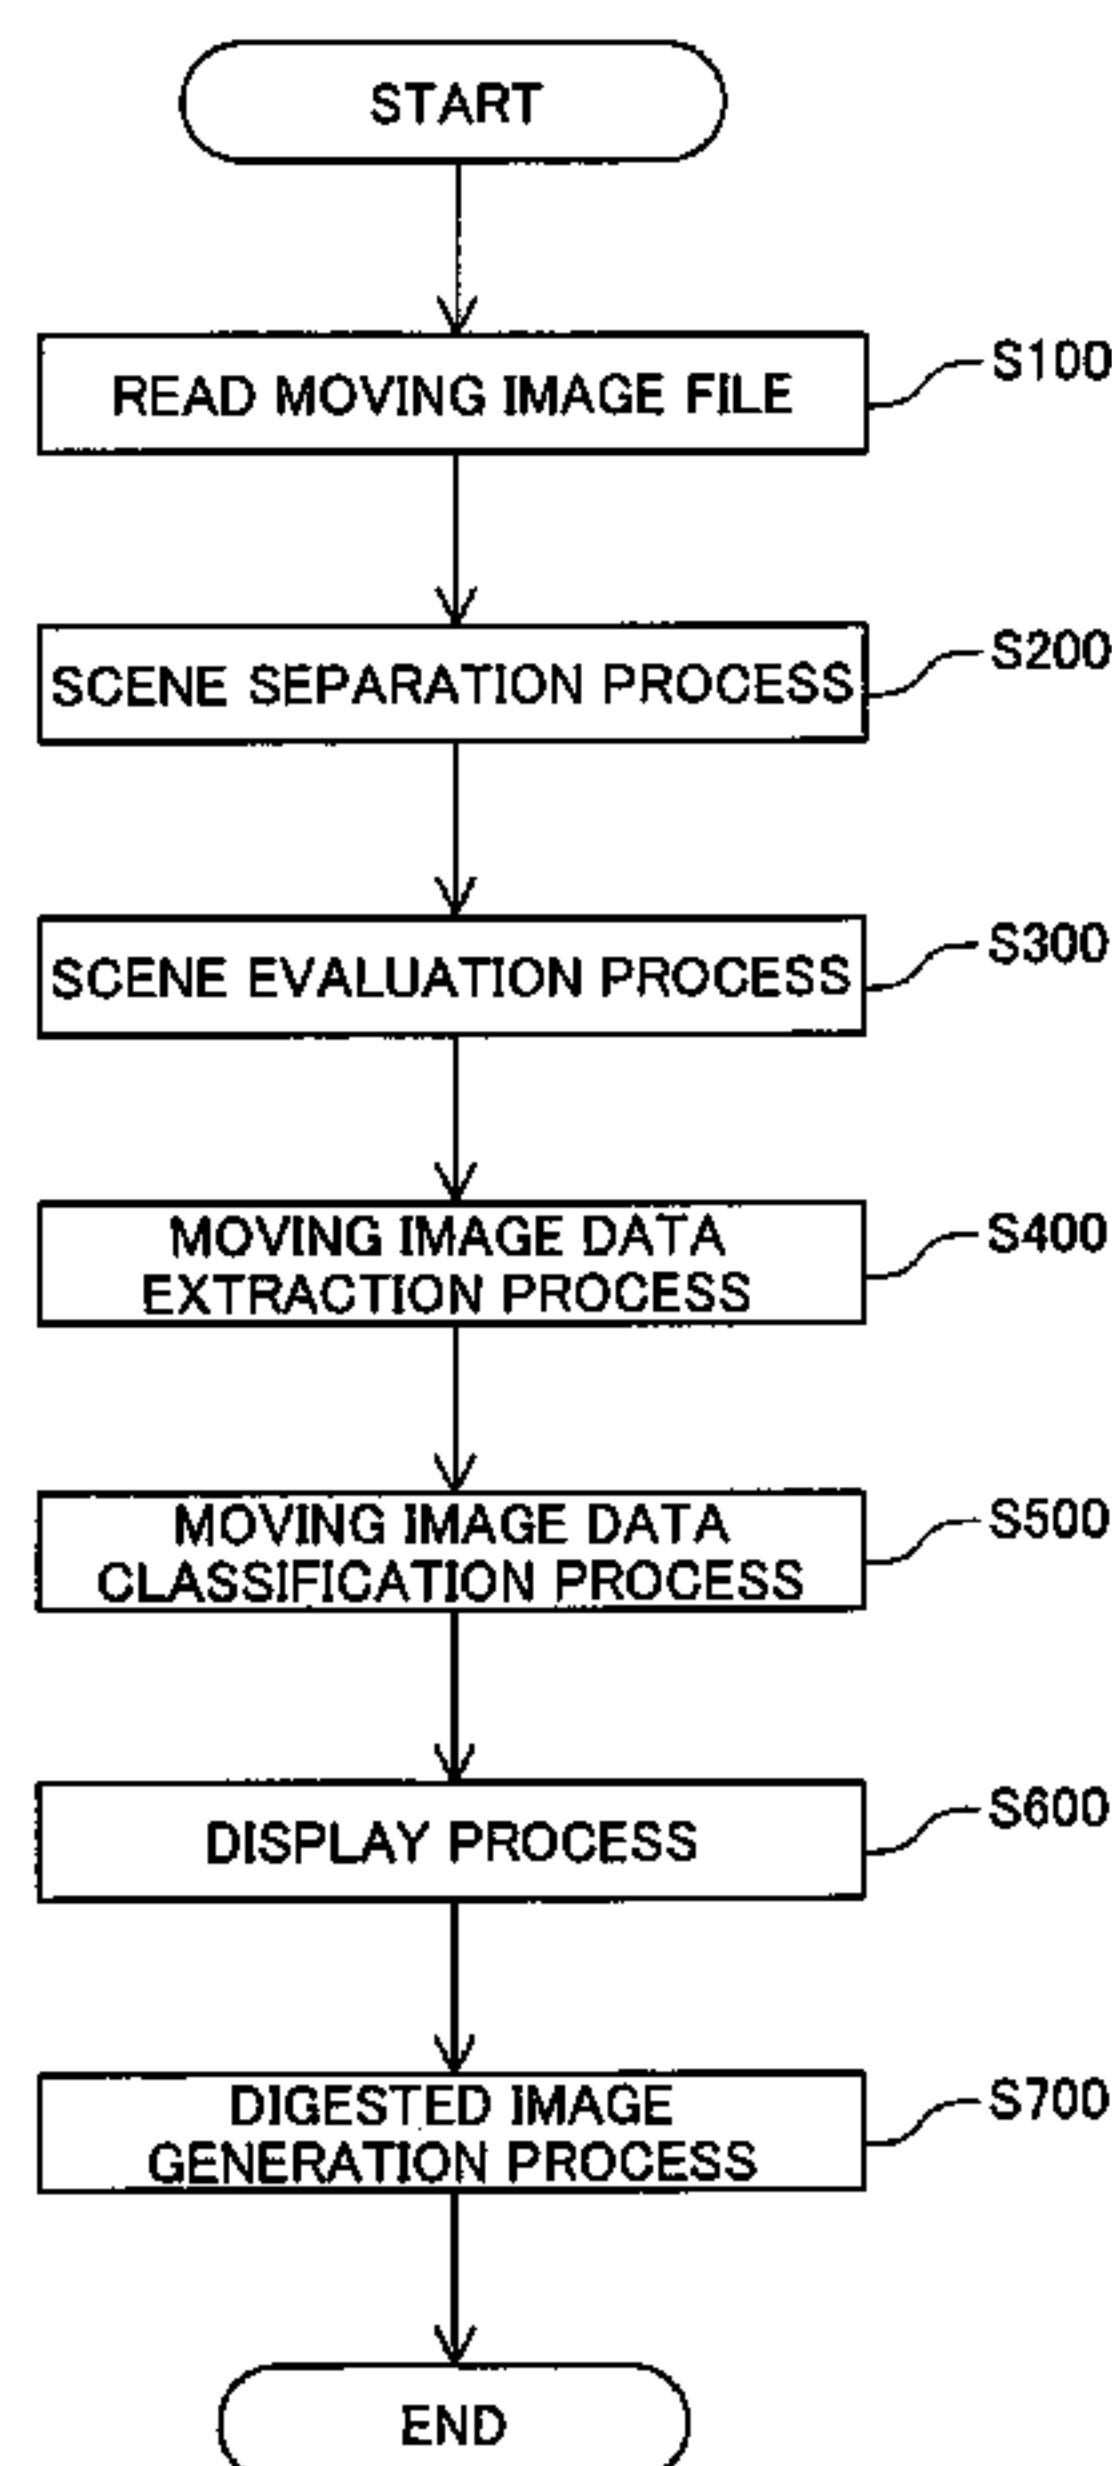 START
READ MOVING IMAGE FILE
S100
SCENE SEPARATION PROCESS
S200
SCENE EVALUATION PROCESS
S300
MOVING IMAGE DATA
EXTRACTION PROCESS
S400
MOVING IMAGE DATA
CLASSIFICATION PROCESS
S500
DISPLAY PROCESS
S600
DIGESTED IMAGE
GENERATION PROCESS
S700
END